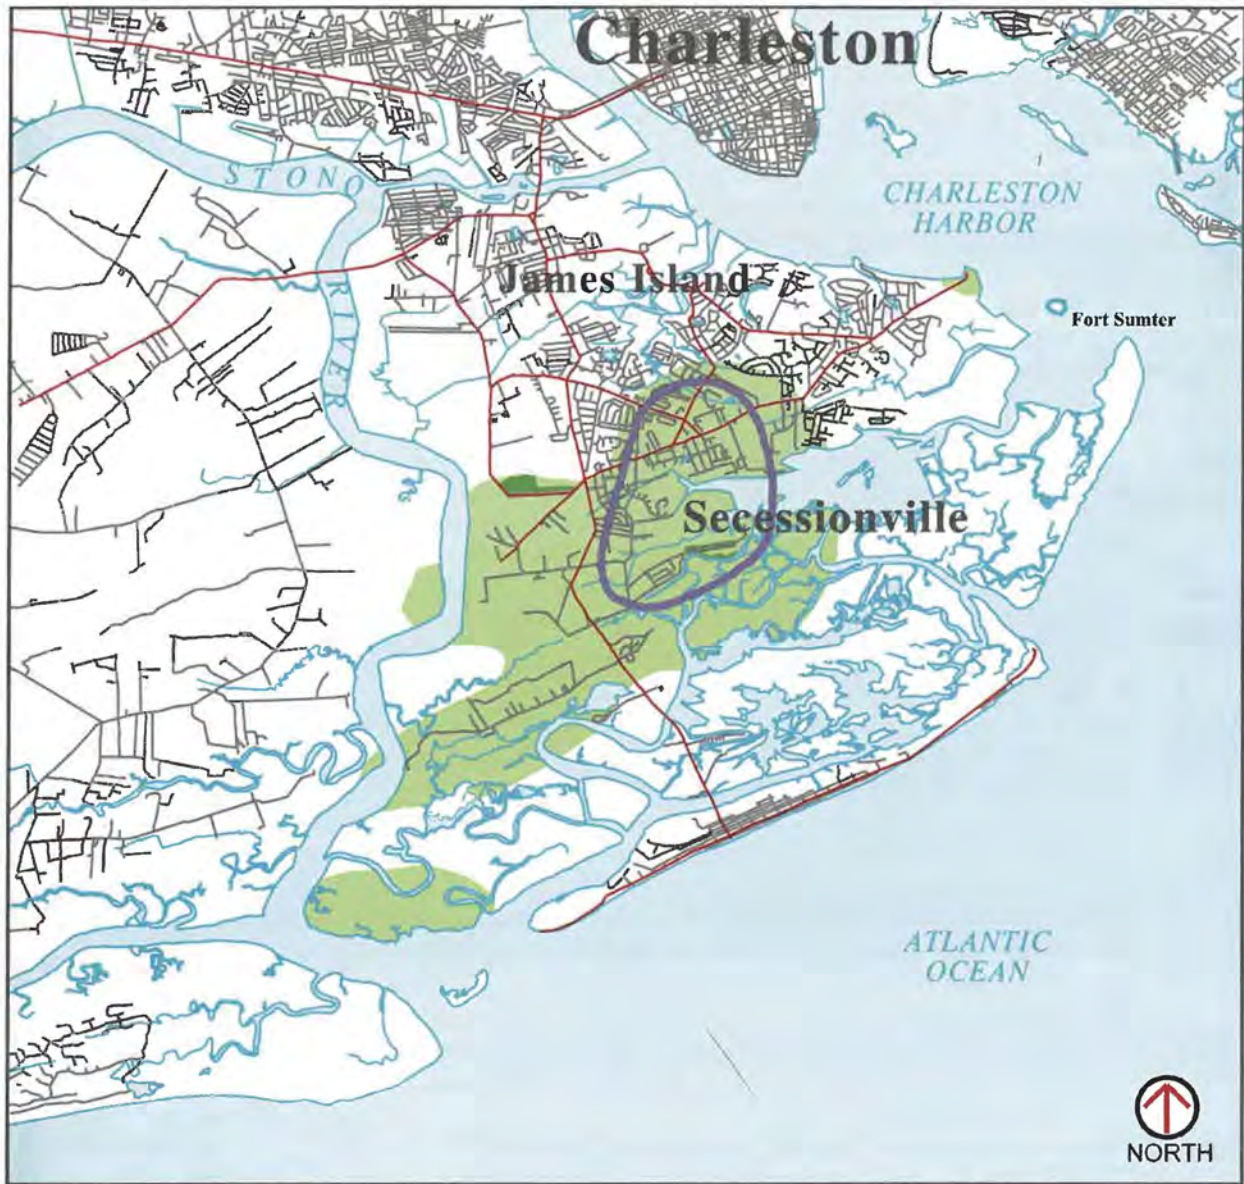 Charleston
STONO
RIVER
CHARLESTON
HARBOR
James Island
Fort Sumter
Secessionville
ATLANTIC
OCEAN
NORTH